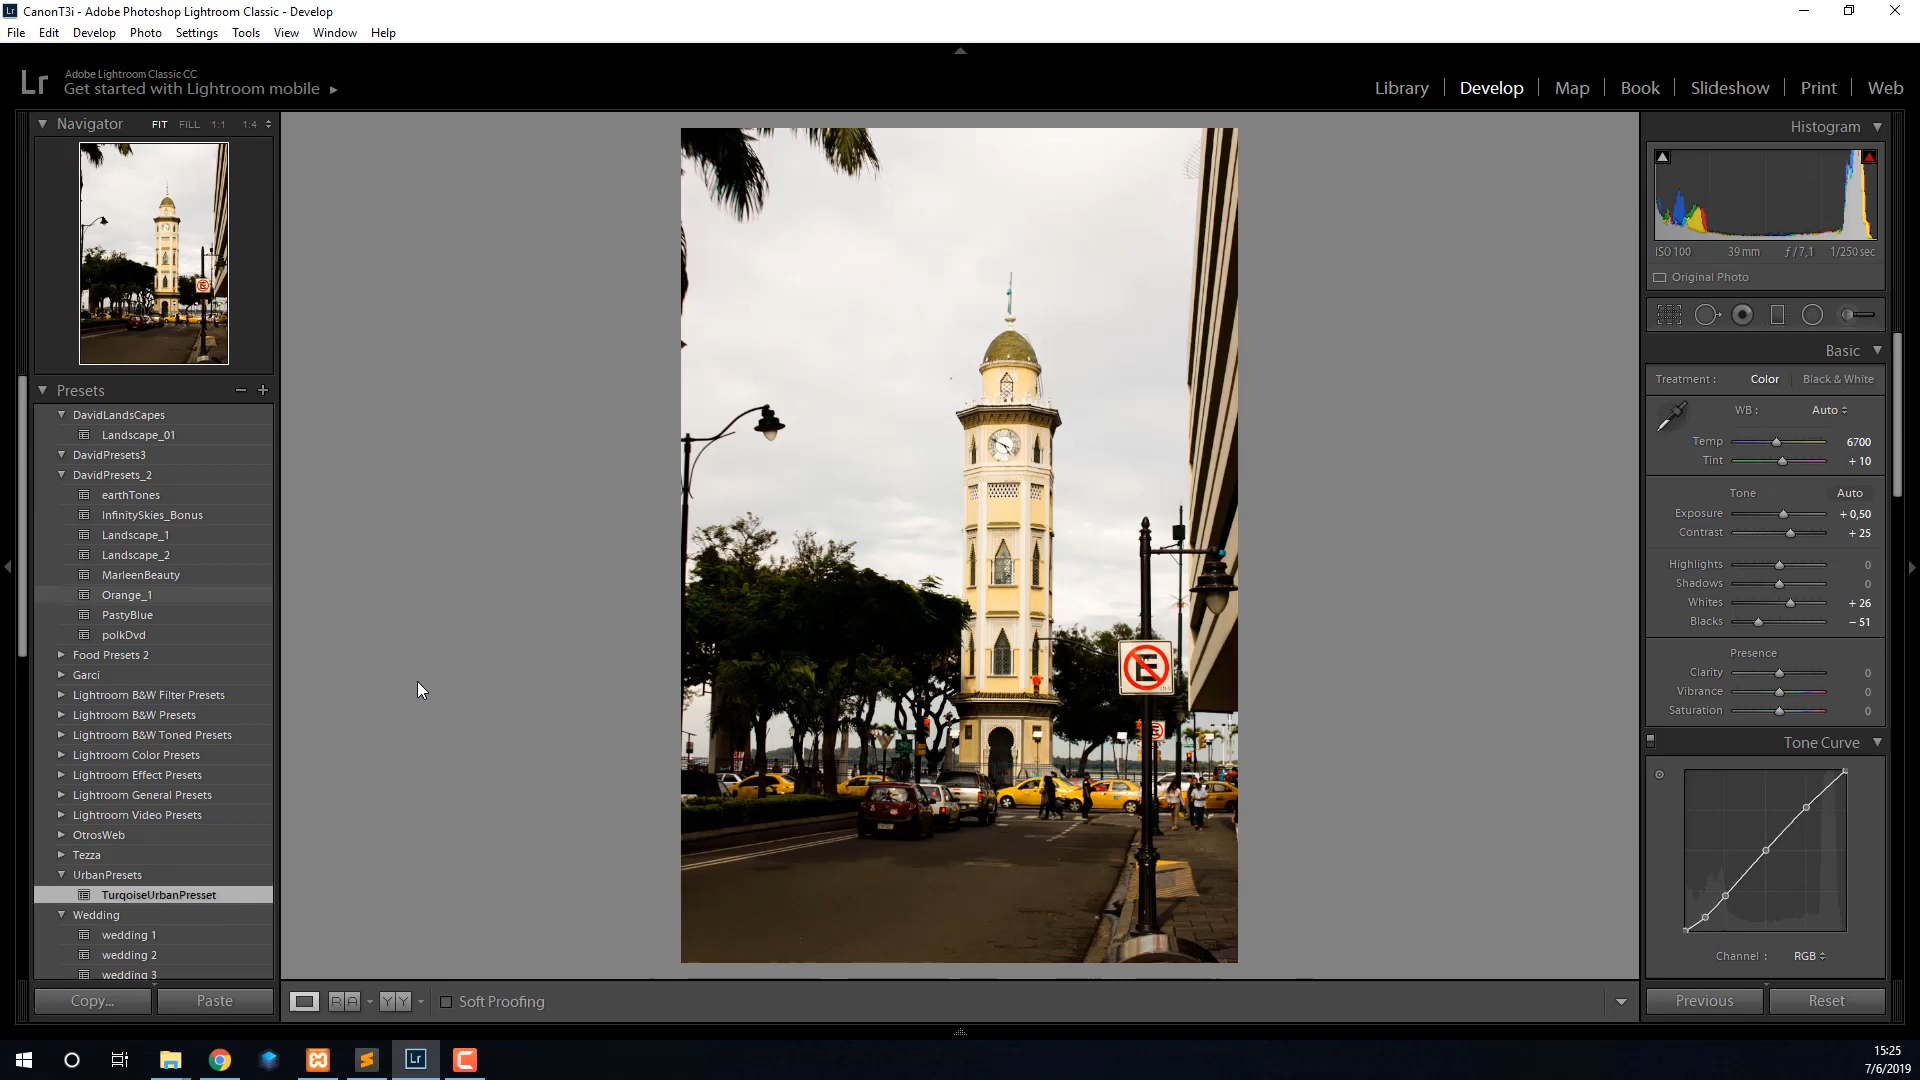 CanonT3i - Adobe Photoshop Lightroom Classic - Develop
File Edit Develop Photo Settings Tools View Window Help
Lr
Adobe Lightroom Classic CC
Get started with Lightroom mobile
Library Develop Map Book Slideshow Print Web
Navigator FIT FILL 1:1 1:4
Presets
DavidLandsCapes
Landscape_01
DavidPresets3
DavidPresets_2
earthTones
InfinitySkies_Bonus
Landscape_1
Landscape_2
MarleenBeauty
Orange_1
PastyBlue
polkDvd
Food Presets 2
Garci
Lightroom B&W Filter Presets
Lightroom B&W Presets
Lightroom B&W Toned Presets
Lightroom Color Presets
Lightroom Effect Presets
Lightroom General Presets
Lightroom Video Presets
OtrosWeb
Tezza
UrbanPresets
TurqoiseUrbanPresset
Wedding
wedding 1
wedding 2
wedding 3
Copy... Paste
E
RA YY Soft Proofing
Histogram
ISO 100 39 mm ƒ / 7,1 1/250 sec
Original Photo
Basic
Treatment : Color Black & White
WB : Auto
Temp 6700
Tint + 10
Tone Auto
Exposure + 0,50
Contrast + 25
Highlights 0
Shadows 0
Whites + 26
Blacks – 51
Presence
Clarity 0
Vibrance 0
Saturation 0
Tone Curve
Channel : RGB
Previous Reset
Lr
15:25
7/6/2019